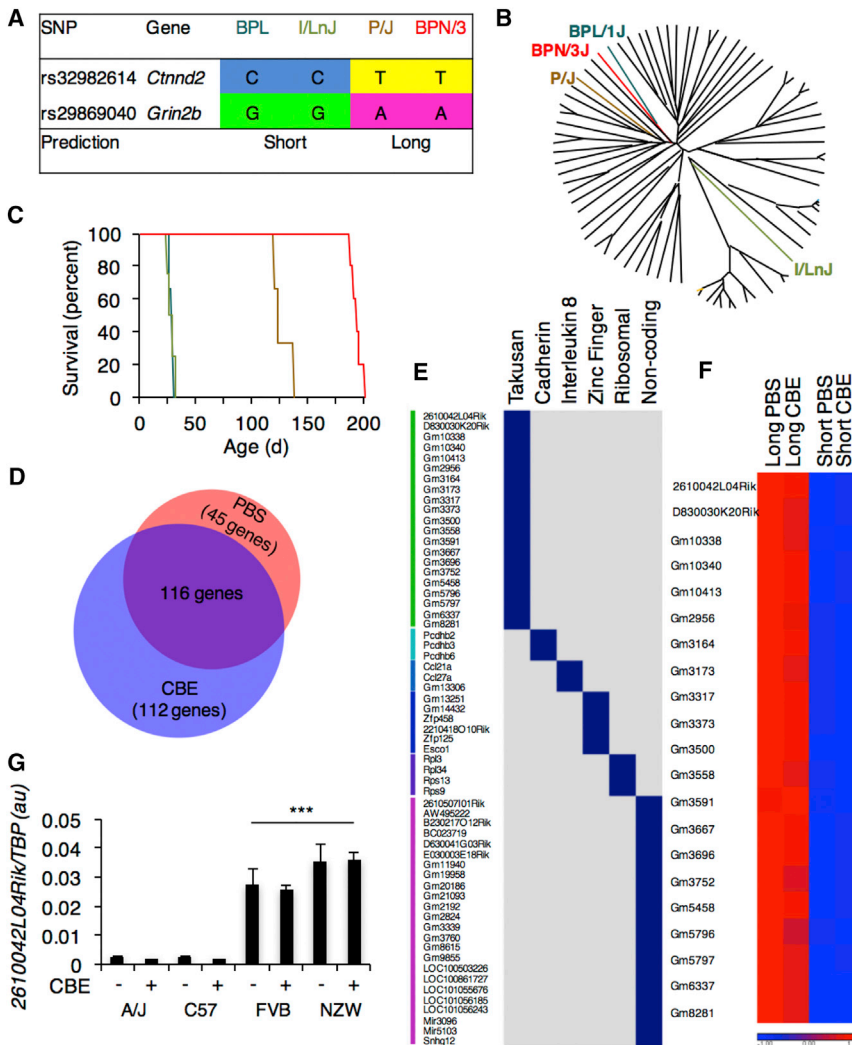 A
SNP Gene BPL I/LnJ P/J BPN/3
rs32982614 Ctnnd2 C C T T
rs29869040 Grin2b G G A A
Prediction Short Long
B
BPL/1J
BPN/3J
P/J
I/LnJ
C
Survival (percent)
100
80
60
40
20
0
0 50 100 150 200
Age (d)
D
PBS
(45 genes)
116 genes
CBE
(112 genes)
E
Takusan
Cadherin
Interleukin 8
Zinc Finger
Ribosomal
Non-coding
2610042L04Rik
D830030K20Rik
Gm10338
Gm10340
Gm10413
Gm2956
Gm3164
Gm3173
Gm3317
Gm3373
Gm3500
Gm3558
Gm3591
Gm3667
Gm3696
Gm3752
Gm5458
Gm5796
Gm5797
Gm6337
Gm8281
Pcdhb2
Pcdhb3
Pcdhb6
Ccl21a
Ccl27a
Gm13306
Gm13251
Gm14432
Zfp458
2210418O10Rik
Zfp125
Esco1
Rpl3
Rpl34
Rps13
Rps9
2610507I01Rik
AW495222
B230217O12Rik
BC023719
D630041G03Rik
E030003E18Rik
Gm11940
Gm19958
Gm20186
Gm21093
Gm2192
Gm2824
Gm3339
Gm3760
Gm8615
Gm9855
LOC100503226
LOC100861727
LOC101055676
LOC101056185
LOC101056243
Mir3096
Mir5103
Snhg12
F
Long PBS
Long CBE
Short PBS
Short CBE
2610042L04Rik
D830030K20Rik
Gm10338
Gm10340
Gm10413
Gm2956
Gm3164
Gm3173
Gm3317
Gm3373
Gm3500
Gm3558
Gm3591
Gm3667
Gm3696
Gm3752
Gm5458
Gm5796
Gm5797
Gm6337
Gm8281
-1.00 0.00
G
2610042L04Rik/TBP (au)
0.05
0.04
0.03
0.02
0.01
0
***
CBE - + - + - + - +
A/J C57 FVB NZW